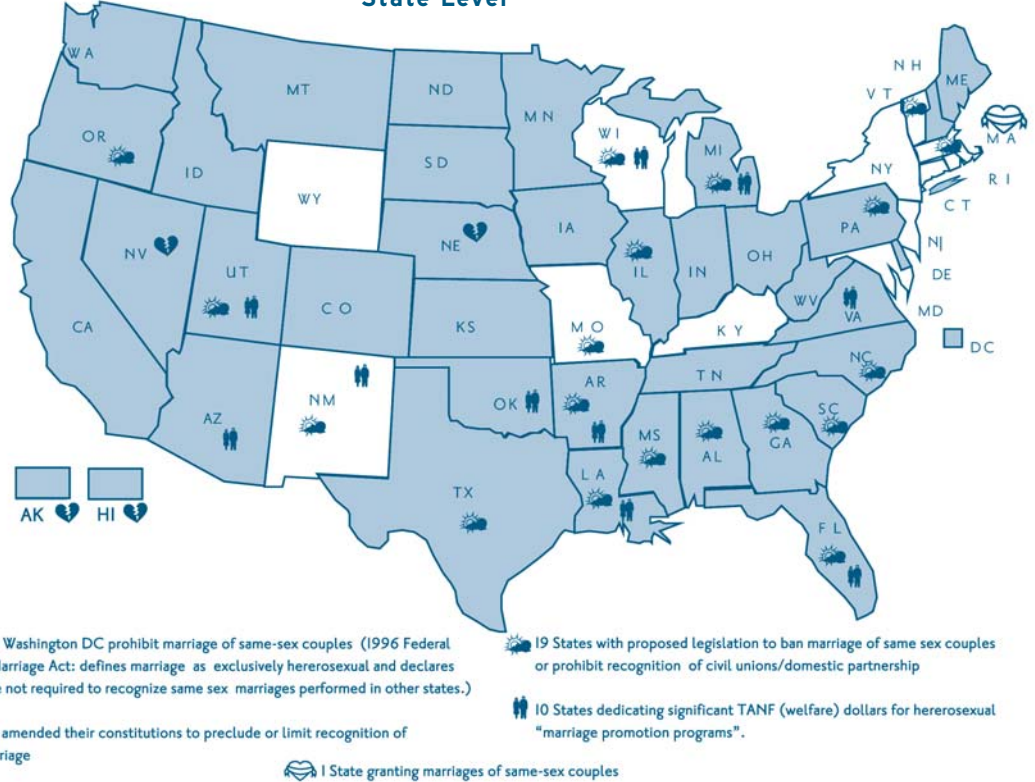 State Level
WA
MT
ND
MN
OR
ID
SD
WI
MI
NH
VT
ME
MA
NY
RI
CT
WY
NV
UT
CO
NE
IA
IL
IN
OH
PA
NJ
DE
MD
DC
WV
VA
CA
KS
MO
KY
AZ
NM
OK
AR
TN
NC
SC
MS
AL
GA
TX
LA
FL
AK
HI
Washington DC prohibit marriage of same-sex couples (1996 Federal
arriage Act: defines marriage as exclusively hererosexual and declares
not required to recognize same sex marriages performed in other states.)
amended their constitutions to preclude or limit recognition of
riage
19 States with proposed legislation to ban marriage of same sex couples
or prohibit recognition of civil unions/domestic partnership
10 States dedicating significant TANF (welfare) dollars for hererosexual
“marriage promotion programs”.
1 State granting marriages of same-sex couples